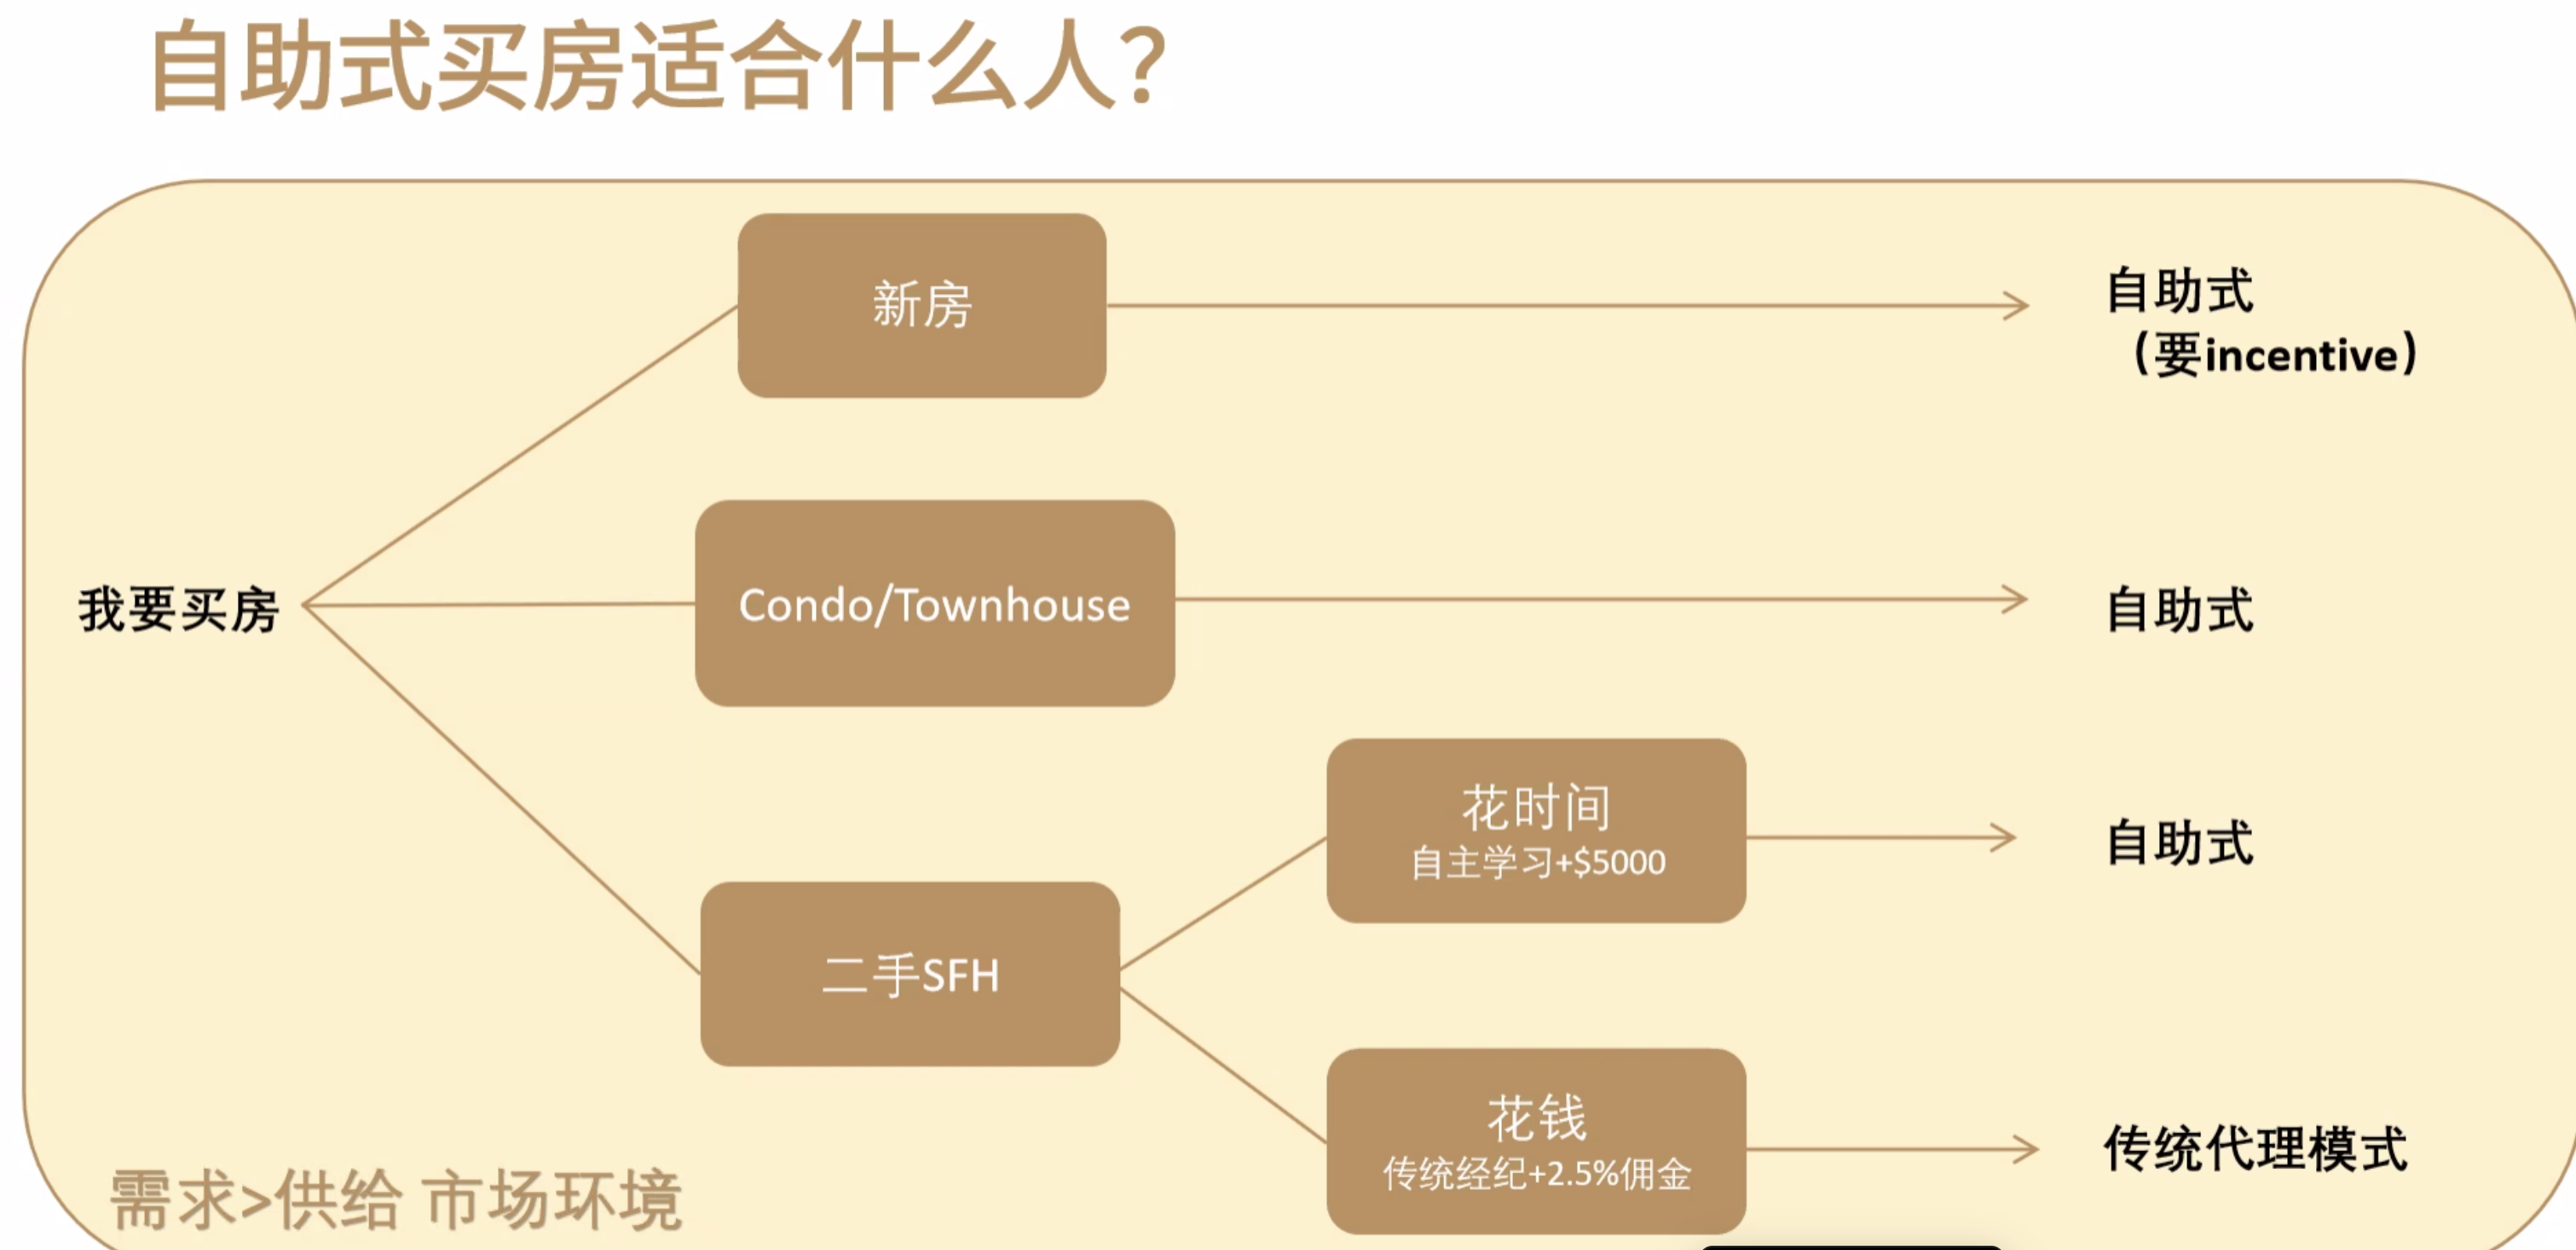 自助式买房适合什么人？
新房
自助式
（要incentive）
我要买房
Condo/Townhouse
自助式
二手SFH
花时间
自主学习+$5000
自助式
花钱
传统经纪+2.5%佣金
传统代理模式
需求>供给 市场环境